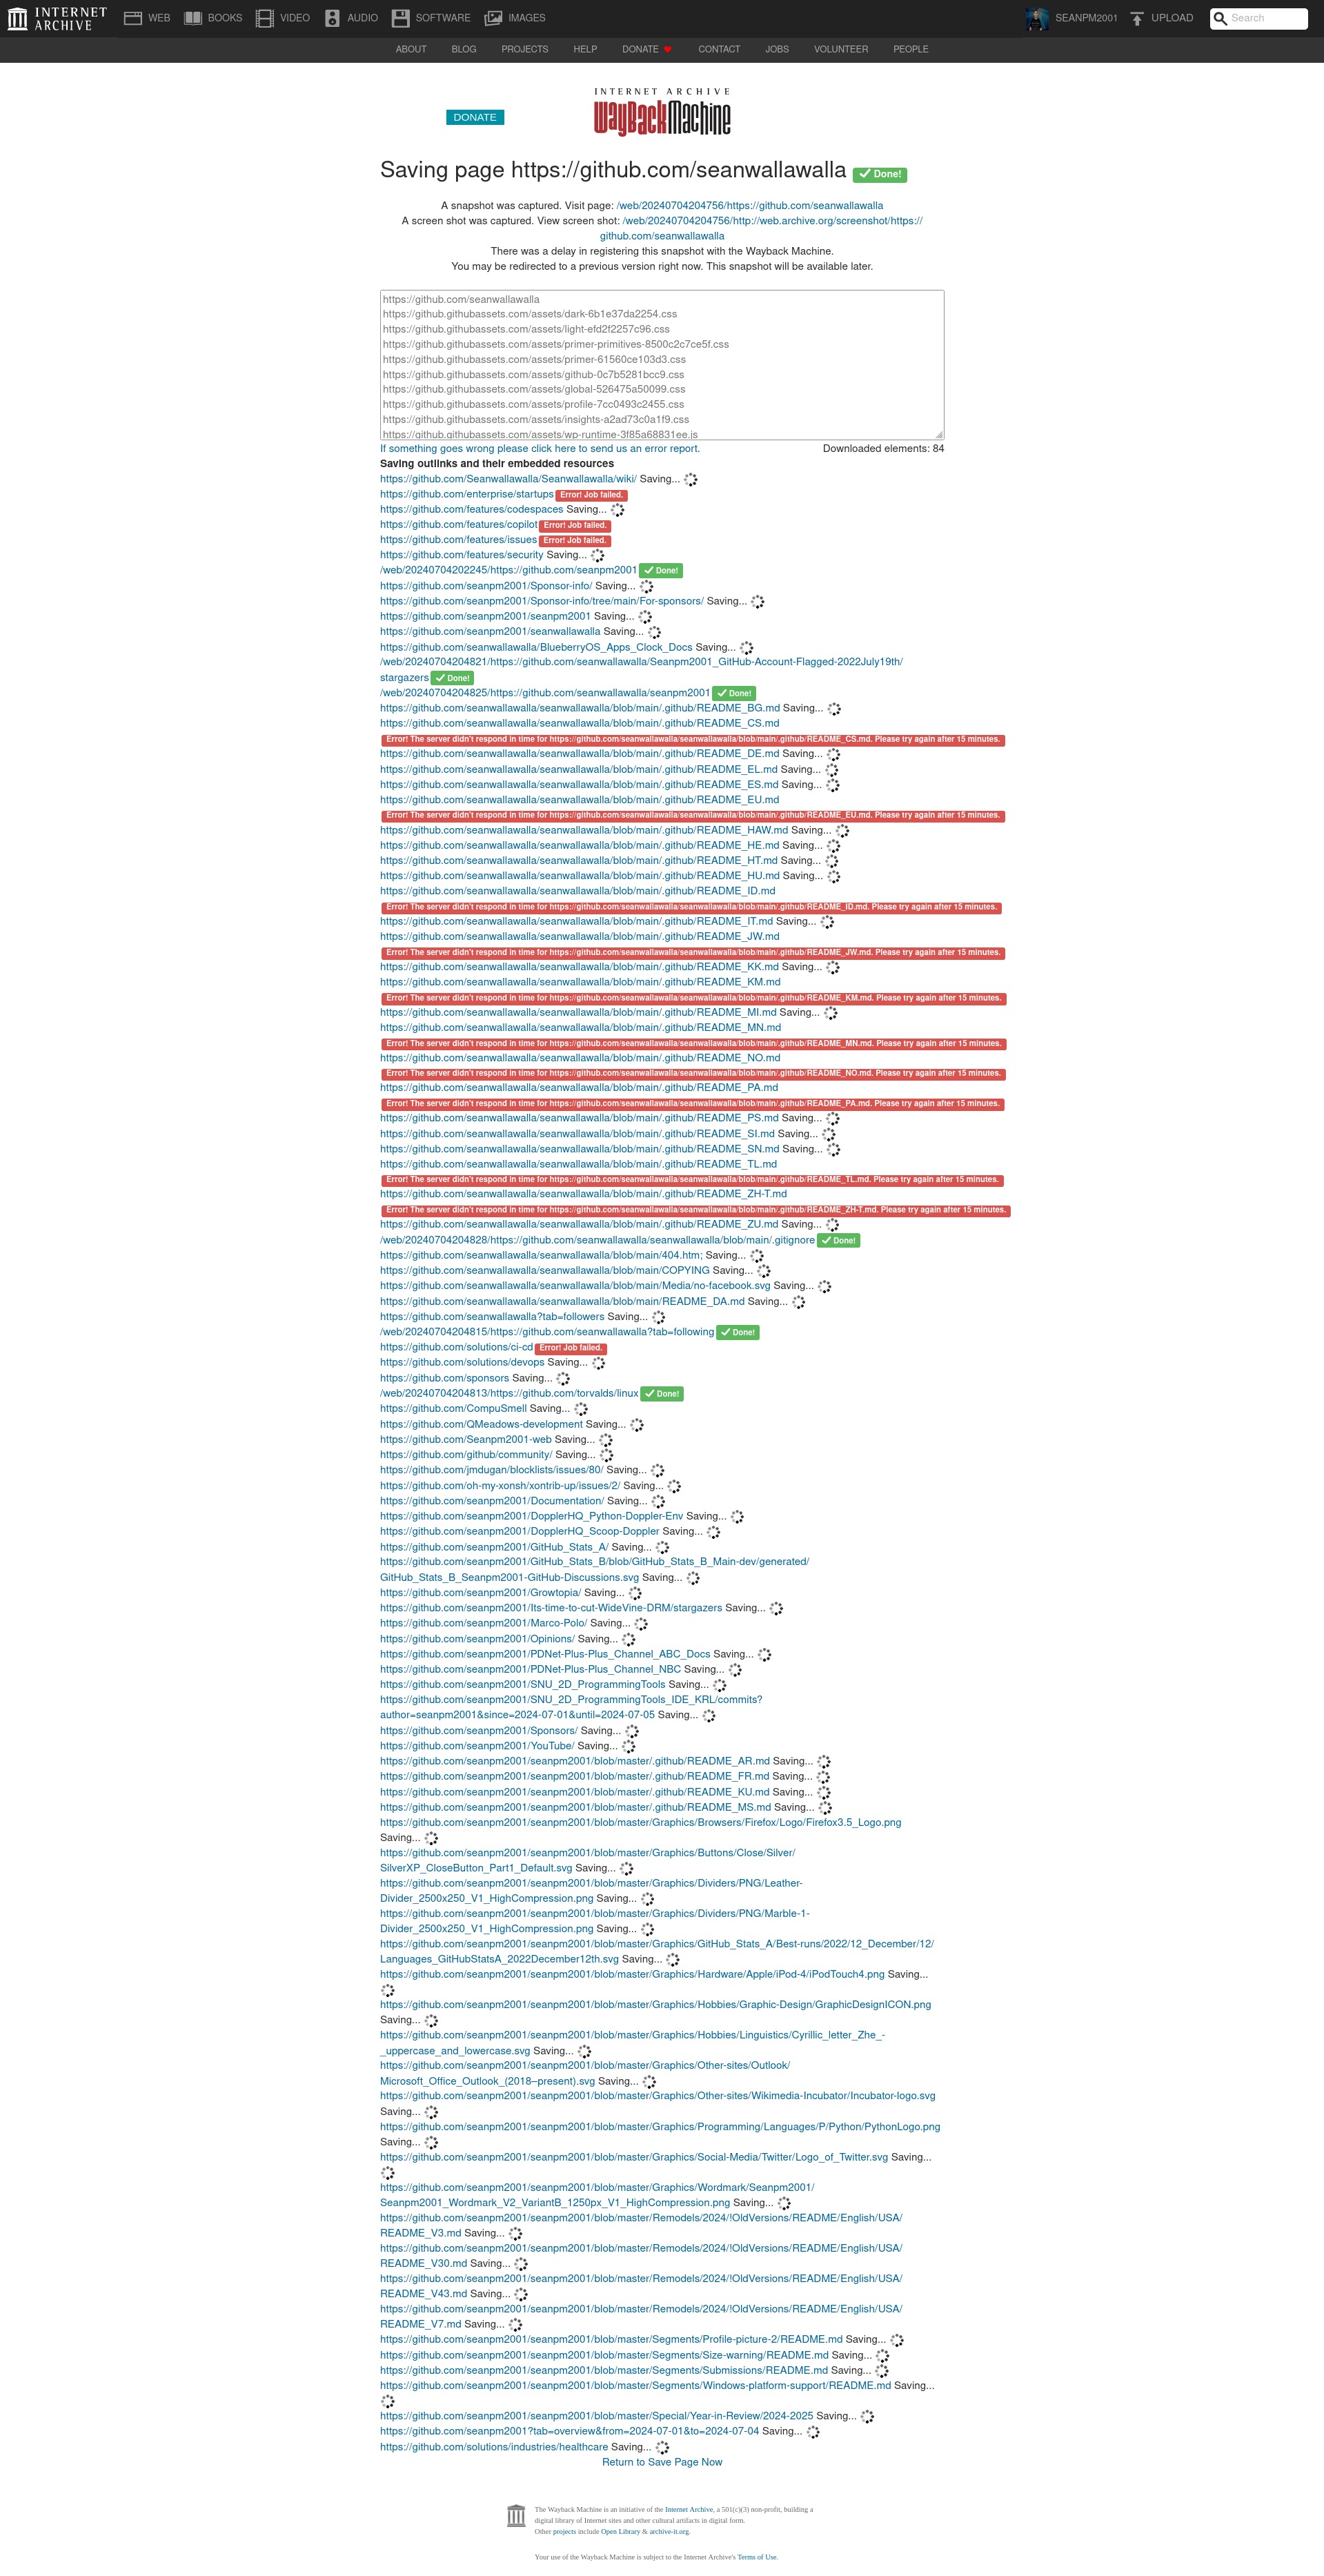 INTERNET ARCHIVE
WEB BOOKS VIDEO AUDIO SOFTWARE IMAGES SEANPM2001 UPLOAD Search
ABOUT BLOG PROJECTS HELP DONATE CONTACT JOBS VOLUNTEER PEOPLE
DONATE
INTERNET ARCHIVE
WayBackMachine
Saving page https://github.com/seanwallawalla Done!
A snapshot was captured. Visit page: /web/20240704204756/https://github.com/seanwallawalla
A screen shot was captured. View screen shot: /web/20240704204756/http://web.archive.org/screenshot/https://
github.com/seanwallawalla
There was a delay in registering this snapshot with the Wayback Machine.
You may be redirected to a previous version right now. This snapshot will be available later.
https://github.com/seanwallawalla
https://github.githubassets.com/assets/dark-6b1e37da2254.css
https://github.githubassets.com/assets/light-efd2f2257c96.css
https://github.githubassets.com/assets/primer-primitives-8500c2c7ce5f.css
https://github.githubassets.com/assets/primer-61560ce103d3.css
https://github.githubassets.com/assets/github-0c7b5281bcc9.css
https://github.githubassets.com/assets/global-526475a50099.css
https://github.githubassets.com/assets/profile-7cc0493c2455.css
https://github.githubassets.com/assets/insights-a2ad73c0a1f9.css
https://github.githubassets.com/assets/wp-runtime-3f85a68831ee.js
If something goes wrong please click here to send us an error report. Downloaded elements: 84
Saving outlinks and their embedded resources
https://github.com/Seanwallawalla/Seanwallawalla/wiki/ Saving...
https://github.com/enterprise/startups Error! Job failed.
https://github.com/features/codespaces Saving...
https://github.com/features/copilot Error! Job failed.
https://github.com/features/issues Error! Job failed.
https://github.com/features/security Saving...
/web/20240704202245/https://github.com/seanpm2001 Done!
https://github.com/seanpm2001/Sponsor-info/ Saving...
https://github.com/seanpm2001/Sponsor-info/tree/main/For-sponsors/ Saving...
https://github.com/seanpm2001/seanpm2001 Saving...
https://github.com/seanpm2001/seanwallawalla Saving...
https://github.com/seanwallawalla/BlueberryOS_Apps_Clock_Docs Saving...
/web/20240704204821/https://github.com/seanwallawalla/Seanpm2001_GitHub-Account-Flagged-2022July19th/
stargazers Done!
/web/20240704204825/https://github.com/seanwallawalla/seanpm2001 Done!
https://github.com/seanwallawalla/seanwallawalla/blob/main/.github/README_BG.md Saving...
https://github.com/seanwallawalla/seanwallawalla/blob/main/.github/README_CS.md
Error! The server didn't respond in time for https://github.com/seanwallawalla/seanwallawalla/blob/main/.github/README_CS.md. Please try again after 15 minutes.
https://github.com/seanwallawalla/seanwallawalla/blob/main/.github/README_DE.md Saving...
https://github.com/seanwallawalla/seanwallawalla/blob/main/.github/README_EL.md Saving...
https://github.com/seanwallawalla/seanwallawalla/blob/main/.github/README_ES.md Saving...
https://github.com/seanwallawalla/seanwallawalla/blob/main/.github/README_EU.md
Error! The server didn't respond in time for https://github.com/seanwallawalla/seanwallawalla/blob/main/.github/README_EU.md. Please try again after 15 minutes.
https://github.com/seanwallawalla/seanwallawalla/blob/main/.github/README_HAW.md Saving...
https://github.com/seanwallawalla/seanwallawalla/blob/main/.github/README_HE.md Saving...
https://github.com/seanwallawalla/seanwallawalla/blob/main/.github/README_HT.md Saving...
https://github.com/seanwallawalla/seanwallawalla/blob/main/.github/README_HU.md Saving...
https://github.com/seanwallawalla/seanwallawalla/blob/main/.github/README_ID.md
Error! The server didn't respond in time for https://github.com/seanwallawalla/seanwallawalla/blob/main/.github/README_ID.md. Please try again after 15 minutes.
https://github.com/seanwallawalla/seanwallawalla/blob/main/.github/README_IT.md Saving...
https://github.com/seanwallawalla/seanwallawalla/blob/main/.github/README_JW.md
Error! The server didn't respond in time for https://github.com/seanwallawalla/seanwallawalla/blob/main/.github/README_JW.md. Please try again after 15 minutes.
https://github.com/seanwallawalla/seanwallawalla/blob/main/.github/README_KK.md Saving...
https://github.com/seanwallawalla/seanwallawalla/blob/main/.github/README_KM.md
Error! The server didn't respond in time for https://github.com/seanwallawalla/seanwallawalla/blob/main/.github/README_KM.md. Please try again after 15 minutes.
https://github.com/seanwallawalla/seanwallawalla/blob/main/.github/README_MI.md Saving...
https://github.com/seanwallawalla/seanwallawalla/blob/main/.github/README_MN.md
Error! The server didn't respond in time for https://github.com/seanwallawalla/seanwallawalla/blob/main/.github/README_MN.md. Please try again after 15 minutes.
https://github.com/seanwallawalla/seanwallawalla/blob/main/.github/README_NO.md
Error! The server didn't respond in time for https://github.com/seanwallawalla/seanwallawalla/blob/main/.github/README_NO.md. Please try again after 15 minutes.
https://github.com/seanwallawalla/seanwallawalla/blob/main/.github/README_PA.md
Error! The server didn't respond in time for https://github.com/seanwallawalla/seanwallawalla/blob/main/.github/README_PA.md. Please try again after 15 minutes.
https://github.com/seanwallawalla/seanwallawalla/blob/main/.github/README_PS.md Saving...
https://github.com/seanwallawalla/seanwallawalla/blob/main/.github/README_SI.md Saving...
https://github.com/seanwallawalla/seanwallawalla/blob/main/.github/README_SN.md Saving...
https://github.com/seanwallawalla/seanwallawalla/blob/main/.github/README_TL.md
Error! The server didn't respond in time for https://github.com/seanwallawalla/seanwallawalla/blob/main/.github/README_TL.md. Please try again after 15 minutes.
https://github.com/seanwallawalla/seanwallawalla/blob/main/.github/README_ZH-T.md
Error! The server didn't respond in time for https://github.com/seanwallawalla/seanwallawalla/blob/main/.github/README_ZH-T.md. Please try again after 15 minutes.
https://github.com/seanwallawalla/seanwallawalla/blob/main/.github/README_ZU.md Saving...
/web/20240704204828/https://github.com/seanwallawalla/seanwallawalla/blob/main/.gitignore Done!
https://github.com/seanwallawalla/seanwallawalla/blob/main/404.htm; Saving...
https://github.com/seanwallawalla/seanwallawalla/blob/main/COPYING Saving...
https://github.com/seanwallawalla/seanwallawalla/blob/main/Media/no-facebook.svg Saving...
https://github.com/seanwallawalla/seanwallawalla/blob/main/README_DA.md Saving...
https://github.com/seanwallawalla?tab=followers Saving...
/web/20240704204815/https://github.com/seanwallawalla?tab=following Done!
https://github.com/solutions/ci-cd Error! Job failed.
https://github.com/solutions/devops Saving...
https://github.com/sponsors Saving...
/web/20240704204813/https://github.com/torvalds/linux Done!
https://github.com/CompuSmell Saving...
https://github.com/QMeadows-development Saving...
https://github.com/Seanpm2001-web Saving...
https://github.com/github/community/ Saving...
https://github.com/jmdugan/blocklists/issues/80/ Saving...
https://github.com/oh-my-xonsh/xontrib-up/issues/2/ Saving...
https://github.com/seanpm2001/Documentation/ Saving...
https://github.com/seanpm2001/DopplerHQ_Python-Doppler-Env Saving...
https://github.com/seanpm2001/DopplerHQ_Scoop-Doppler Saving...
https://github.com/seanpm2001/GitHub_Stats_A/ Saving...
https://github.com/seanpm2001/GitHub_Stats_B/blob/GitHub_Stats_B_Main-dev/generated/
GitHub_Stats_B_Seanpm2001-GitHub-Discussions.svg Saving...
https://github.com/seanpm2001/Growtopia/ Saving...
https://github.com/seanpm2001/Its-time-to-cut-WideVine-DRM/stargazers Saving...
https://github.com/seanpm2001/Marco-Polo/ Saving...
https://github.com/seanpm2001/Opinions/ Saving...
https://github.com/seanpm2001/PDNet-Plus-Plus_Channel_ABC_Docs Saving...
https://github.com/seanpm2001/PDNet-Plus-Plus_Channel_NBC Saving...
https://github.com/seanpm2001/SNU_2D_ProgrammingTools Saving...
https://github.com/seanpm2001/SNU_2D_ProgrammingTools_IDE_KRL/commits?
author=seanpm2001&since=2024-07-01&until=2024-07-05 Saving...
https://github.com/seanpm2001/Sponsors/ Saving...
https://github.com/seanpm2001/YouTube/ Saving...
https://github.com/seanpm2001/seanpm2001/blob/master/.github/README_AR.md Saving...
https://github.com/seanpm2001/seanpm2001/blob/master/.github/README_FR.md Saving...
https://github.com/seanpm2001/seanpm2001/blob/master/.github/README_KU.md Saving...
https://github.com/seanpm2001/seanpm2001/blob/master/.github/README_MS.md Saving...
https://github.com/seanpm2001/seanpm2001/blob/master/Graphics/Browsers/Firefox/Logo/Firefox3.5_Logo.png
Saving...
https://github.com/seanpm2001/seanpm2001/blob/master/Graphics/Buttons/Close/Silver/
SilverXP_CloseButton_Part1_Default.svg Saving...
https://github.com/seanpm2001/seanpm2001/blob/master/Graphics/Dividers/PNG/Leather-
Divider_2500x250_V1_HighCompression.png Saving...
https://github.com/seanpm2001/seanpm2001/blob/master/Graphics/Dividers/PNG/Marble-1-
Divider_2500x250_V1_HighCompression.png Saving...
https://github.com/seanpm2001/seanpm2001/blob/master/Graphics/GitHub_Stats_A/Best-runs/2022/12_December/12/
Languages_GitHubStatsA_2022December12th.svg Saving...
https://github.com/seanpm2001/seanpm2001/blob/master/Graphics/Hardware/Apple/iPod-4/iPodTouch4.png Saving...
https://github.com/seanpm2001/seanpm2001/blob/master/Graphics/Hobbies/Graphic-Design/GraphicDesignICON.png
Saving...
https://github.com/seanpm2001/seanpm2001/blob/master/Graphics/Hobbies/Linguistics/Cyrillic_letter_Zhe_-
_uppercase_and_lowercase.svg Saving...
https://github.com/seanpm2001/seanpm2001/blob/master/Graphics/Other-sites/Outlook/
Microsoft_Office_Outlook_(2018–present).svg Saving...
https://github.com/seanpm2001/seanpm2001/blob/master/Graphics/Other-sites/Wikimedia-Incubator/Incubator-logo.svg
Saving...
https://github.com/seanpm2001/seanpm2001/blob/master/Graphics/Programming/Languages/P/Python/PythonLogo.png
Saving...
https://github.com/seanpm2001/seanpm2001/blob/master/Graphics/Social-Media/Twitter/Logo_of_Twitter.svg Saving...
https://github.com/seanpm2001/seanpm2001/blob/master/Graphics/Wordmark/Seanpm2001/
Seanpm2001_Wordmark_V2_VariantB_1250px_V1_HighCompression.png Saving...
https://github.com/seanpm2001/seanpm2001/blob/master/Remodels/2024/!OldVersions/README/English/USA/
README_V3.md Saving...
https://github.com/seanpm2001/seanpm2001/blob/master/Remodels/2024/!OldVersions/README/English/USA/
README_V30.md Saving...
https://github.com/seanpm2001/seanpm2001/blob/master/Remodels/2024/!OldVersions/README/English/USA/
README_V43.md Saving...
https://github.com/seanpm2001/seanpm2001/blob/master/Remodels/2024/!OldVersions/README/English/USA/
README_V7.md Saving...
https://github.com/seanpm2001/seanpm2001/blob/master/Segments/Profile-picture-2/README.md Saving...
https://github.com/seanpm2001/seanpm2001/blob/master/Segments/Size-warning/README.md Saving...
https://github.com/seanpm2001/seanpm2001/blob/master/Segments/Submissions/README.md Saving...
https://github.com/seanpm2001/seanpm2001/blob/master/Segments/Windows-platform-support/README.md Saving...
https://github.com/seanpm2001/seanpm2001/blob/master/Special/Year-in-Review/2024-2025 Saving...
https://github.com/seanpm2001?tab=overview&from=2024-07-01&to=2024-07-04 Saving...
https://github.com/solutions/industries/healthcare Saving...
Return to Save Page Now
The Wayback Machine is an initiative of the Internet Archive, a 501(c)(3) non-profit, building a
digital library of Internet sites and other cultural artifacts in digital form.
Other projects include Open Library & archive-it.org.
Your use of the Wayback Machine is subject to the Internet Archive's Terms of Use.